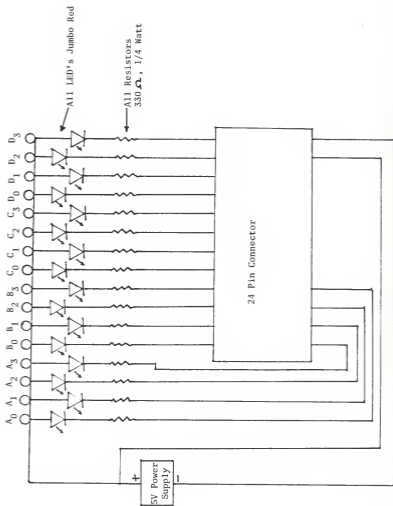 All LED's Jumbo Red
All Resistors
330 Ω, 1/4 Watt
D3
D2
D1
D0
C3
C2
C1
C0
B3
B2
B1
B0
A3
A2
A1
A0
24 Pin Connector
5V Power
Supply
+
-